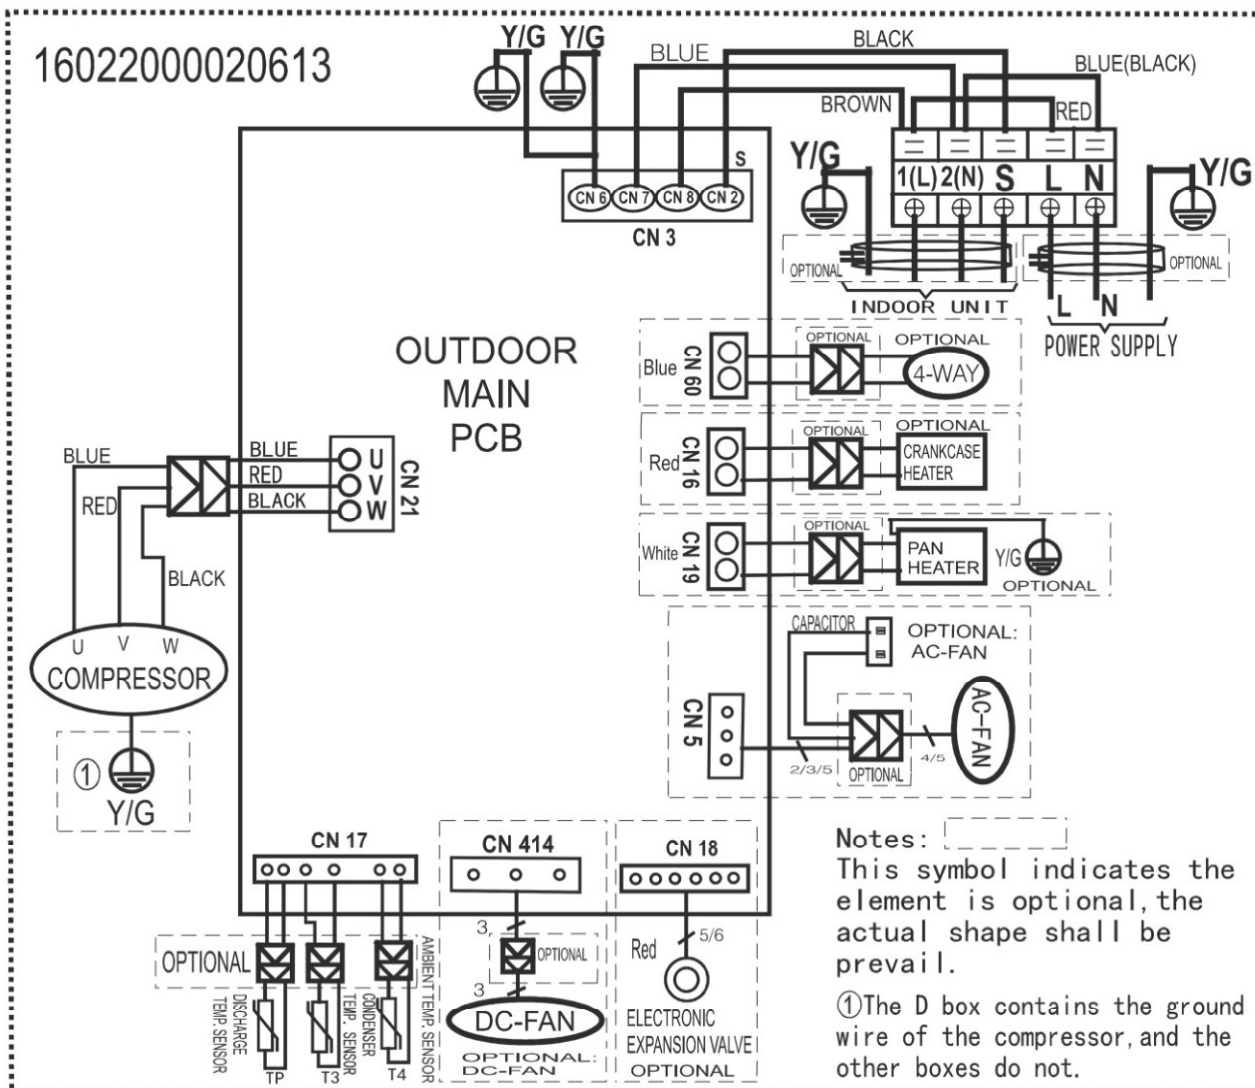 16022000020613
Y/G Y/G
BLUE
BLACK
BLUE(BLACK)
BROWN
RED
Y/G
1(L) 2(N) S L N
Y/G
S
CN 6 CN 7 CN 8 CN 2
CN 3
OPTIONAL
OPTIONAL
INDOOR UNIT
L N
POWER SUPPLY
OUTDOOR
MAIN
PCB
Blue
CN 60
OPTIONAL
OPTIONAL
4-WAY
Red
CN 16
OPTIONAL
OPTIONAL
CRANKCASE
HEATER
White
CN 19
OPTIONAL
PAN
HEATER
Y/G
OPTIONAL
BLUE
RED
BLACK
BLUE
RED
BLACK
U
V
W
CN 21
U V W
COMPRESSOR
①
Y/G
CAPACITOR
OPTIONAL:
AC-FAN
CN 5
2/3/5
OPTIONAL
4/5
AC-FAN
CN 17
OPTIONAL
DISCHARGE
TEMP.SENSOR
TP
CONDENSER
TEMP. SENSOR
T3
AMBIENT TEMP. SENSOR
T4
CN 414
3
OPTIONAL
3
DC-FAN
OPTIONAL:
DC-FAN
CN 18
Red
5/6
ELECTRONIC
EXPANSION VALVE
OPTIONAL
Notes:
This symbol indicates the
element is optional,the
actual shape shall be
prevail.
①The D box contains the ground
wire of the compressor,and the
other boxes do not.